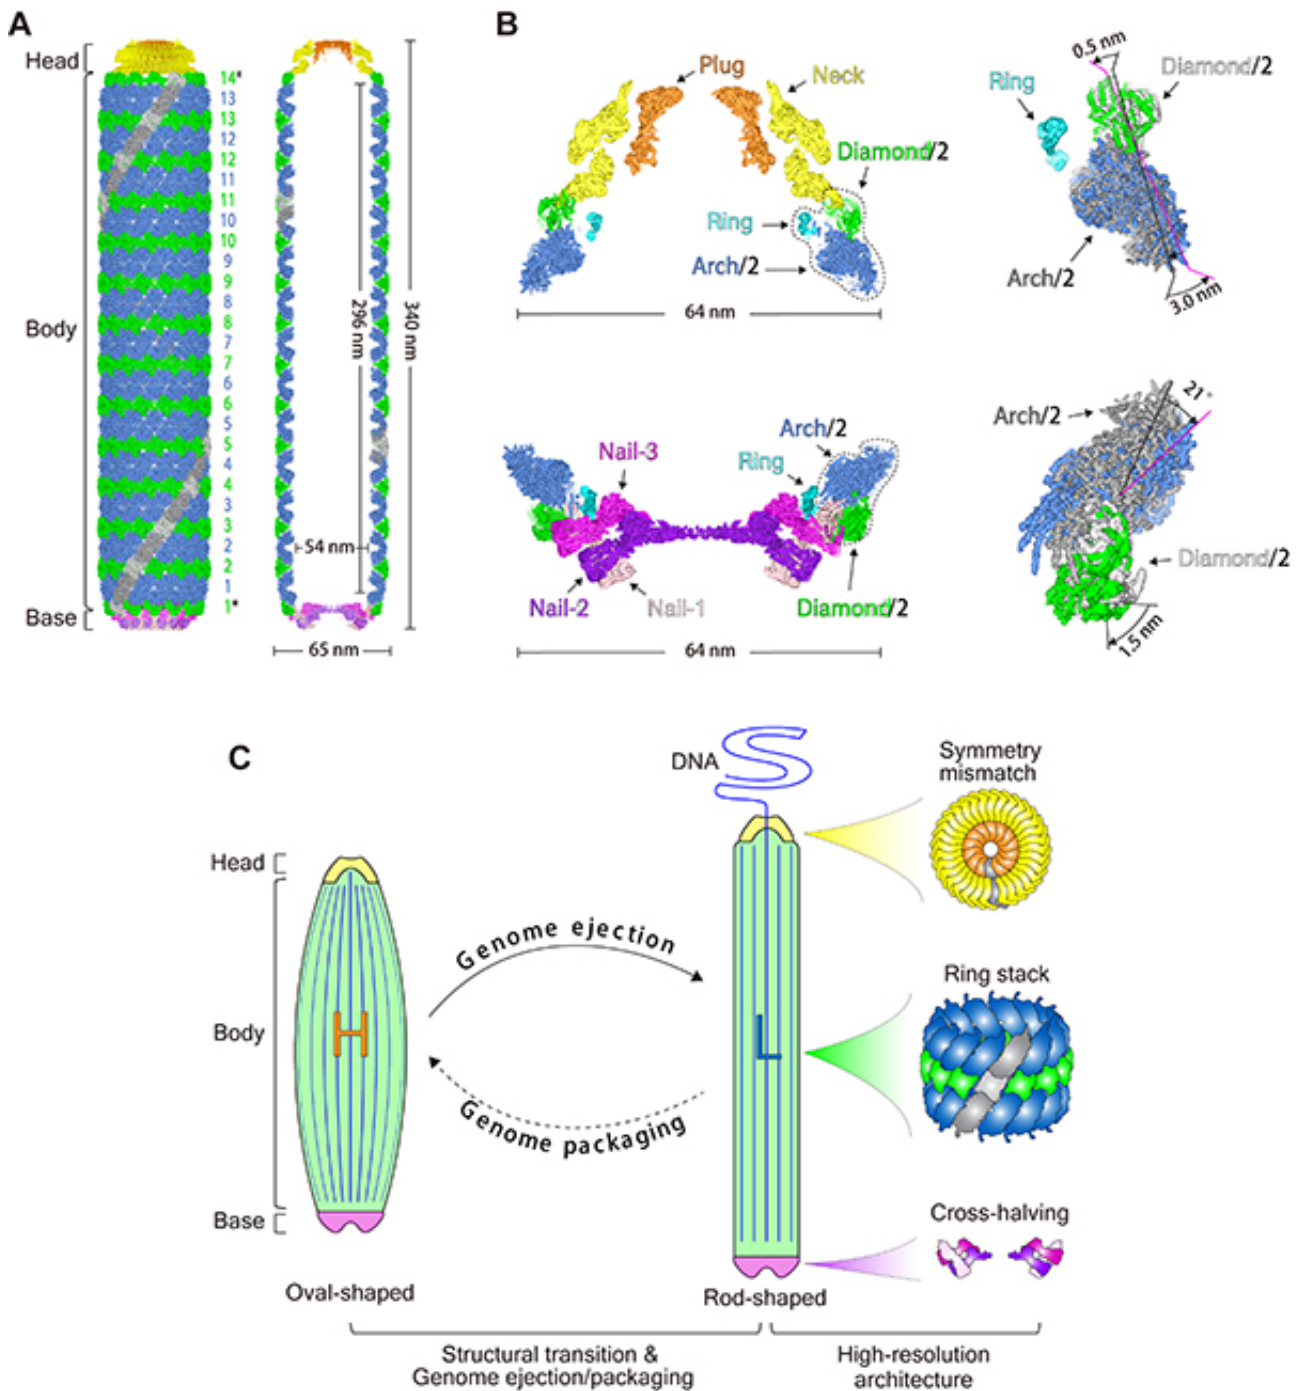 A
Head
Body
Base
14*
13
13
12
12
11
11
10
10
9
9
8
8
7
7
6
6
5
5
4
4
3
3
2
2
1
1*
296 nm
340 nm
54 nm
65 nm
B
Plug
Neck
Diamond/2
Ring
Arch/2
64 nm
0.5 nm
Diamond/2
Ring
Arch/2
3.0 nm
Arch/2
Nail-3
Ring
Nail-2
Nail-1
Diamond/2
64 nm
Arch/2
21°
Diamond/2
1.5 nm
C
Head
Body
Base
H
Oval-shaped
Genome ejection
Genome packaging
DNA
L
Rod-shaped
Symmetry
mismatch
Ring stack
Cross-halving
Structural transition &
Genome ejection/packaging
High-resolution
architecture